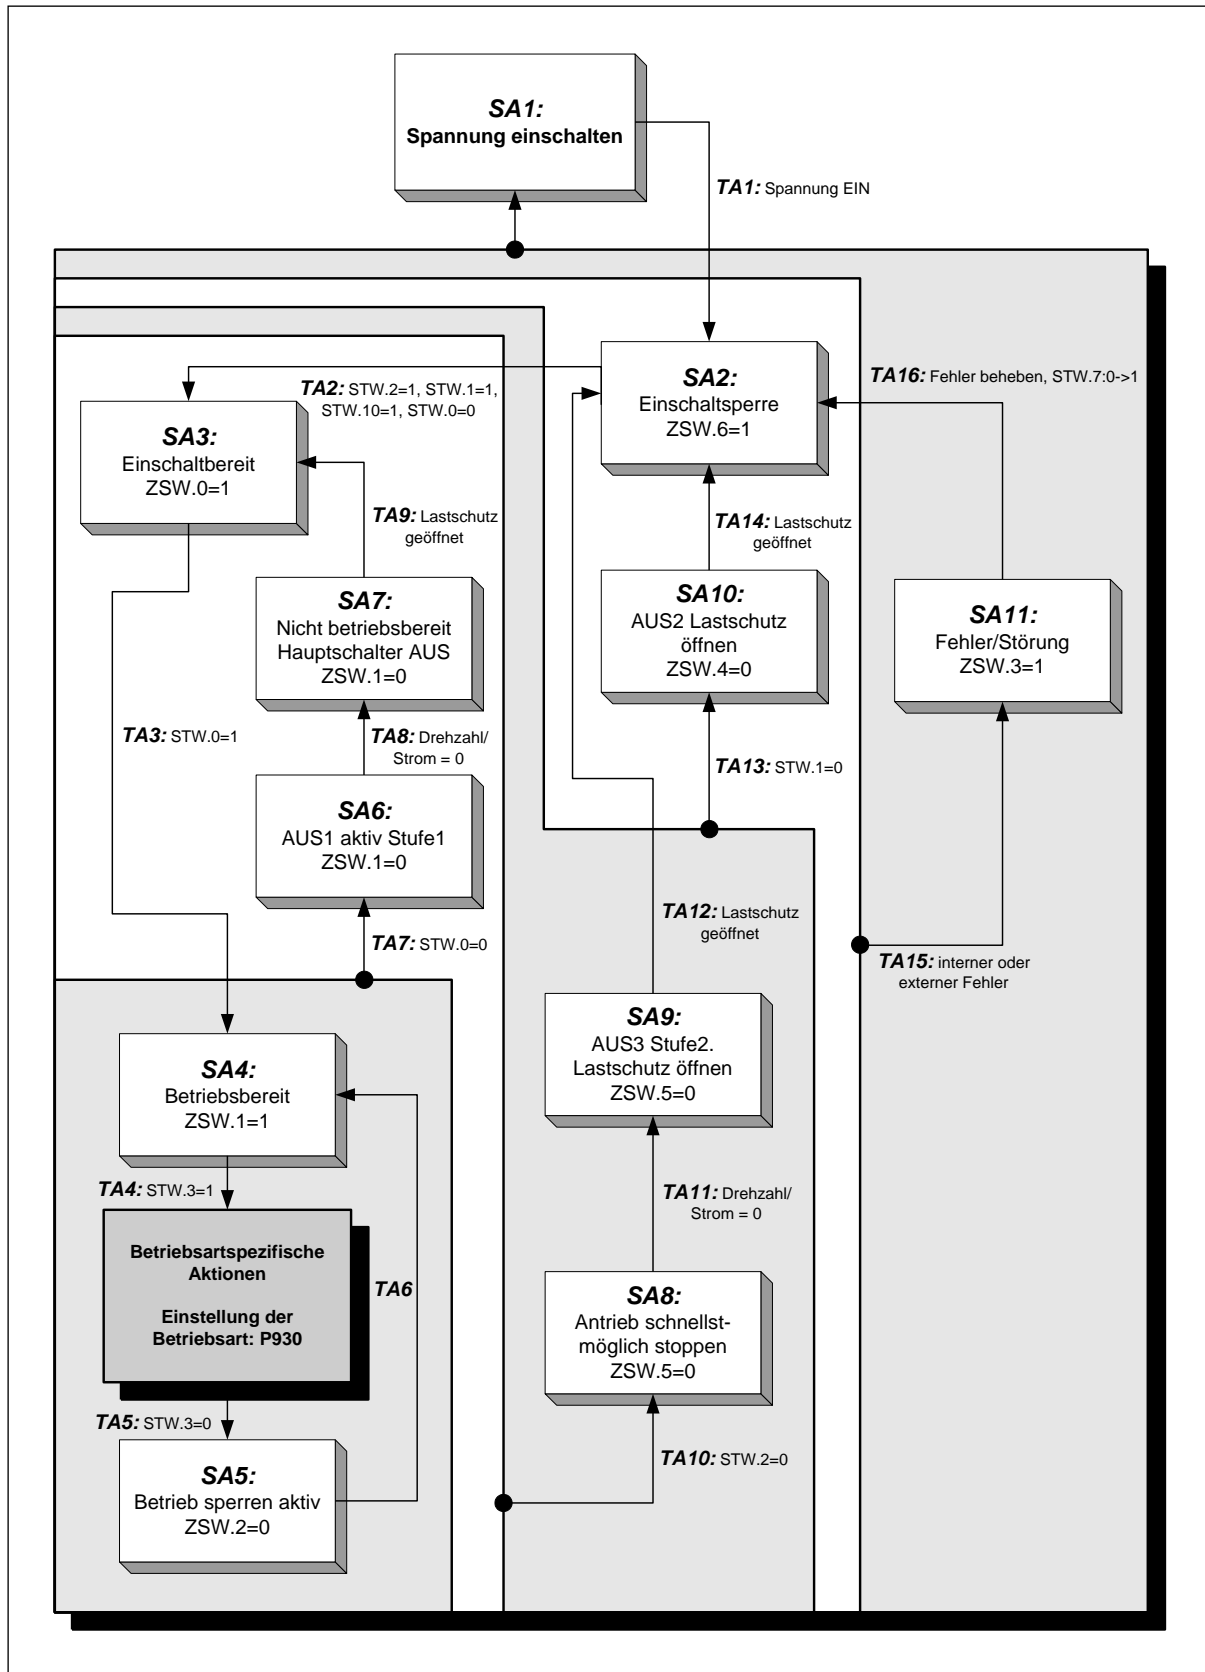 SA1:
Spannung einschalten
TA1: Spannung EIN
SA2:
Einschaltsperre
ZSW.6=1
TA2: STW.2=1, STW.1=1,
STW.10=1, STW.0=0
TA16: Fehler beheben, STW.7:0->1
SA3:
Einschaltbereit
ZSW.0=1
TA9: Lastschutz
geöffnet
TA14: Lastschutz
geöffnet
SA7:
Nicht betriebsbereit
Hauptschalter AUS
ZSW.1=0
SA10:
AUS2 Lastschutz
öffnen
ZSW.4=0
SA11:
Fehler/Störung
ZSW.3=1
TA3: STW.0=1
TA8: Drehzahl/
Strom = 0
TA13: STW.1=0
SA6:
AUS1 aktiv Stufe1
ZSW.1=0
TA7: STW.0=0
TA12: Lastschutz
geöffnet
TA15: interner oder
externer Fehler
SA4:
Betriebsbereit
ZSW.1=1
SA9:
AUS3 Stufe2.
Lastschutz öffnen
ZSW.5=0
TA4: STW.3=1
TA11: Drehzahl/
Strom = 0
Betriebsartspezifische
Aktionen
Einstellung der
Betriebsart: P930
TA6
SA8:
Antrieb schnellst-
möglich stoppen
ZSW.5=0
TA5: STW.3=0
TA10: STW.2=0
SA5:
Betrieb sperren aktiv
ZSW.2=0